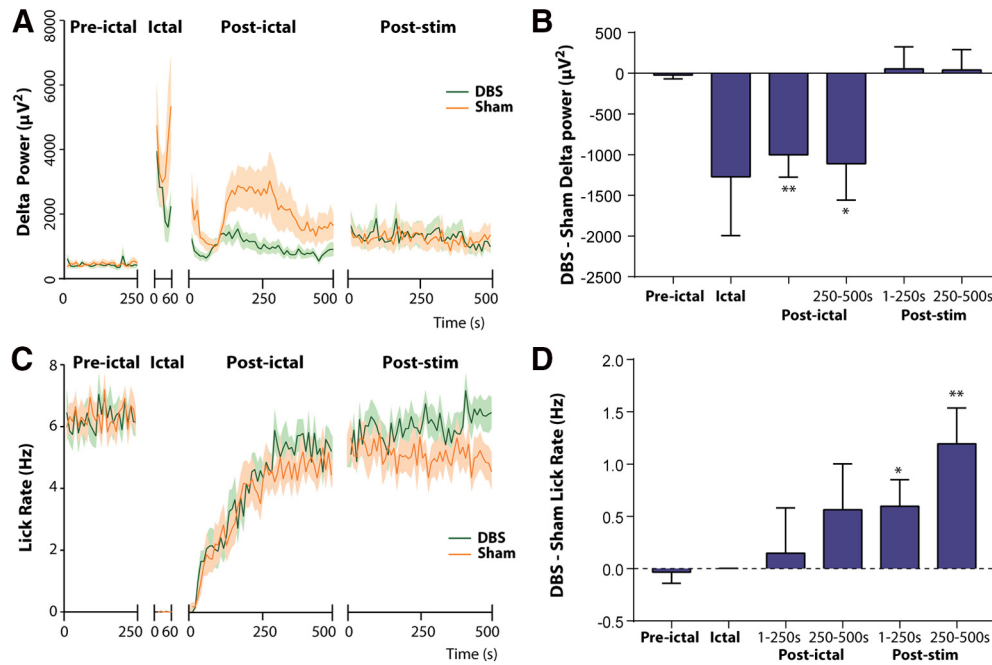 A
Pre-ictal Ictal Post-ictal Post-stim
Delta Power (μV²)
8000
6000
4000
2000
0
DBS
Sham
0 250 0 60 0 250 500 0 250 500
Time (s)
B
DBS - Sham Delta power (μV²)
500
0
-500
-1000
-1500
-2000
-2500
** *
Pre-ictal Ictal 250-500s 1-250s 250-500s
Post-ictal Post-stim
C
Pre-ictal Ictal Post-ictal Post-stim
Lick Rate (Hz)
8
6
4
2
0
DBS
Sham
0 250 0 60 0 250 500 0 250 500
Time (s)
D
DBS - Sham Lick Rate (Hz)
2.0
1.5
1.0
0.5
0.0
-0.5
* **
Pre-ictal Ictal 1-250s 250-500s 1-250s 250-500s
Post-ictal Post-stim